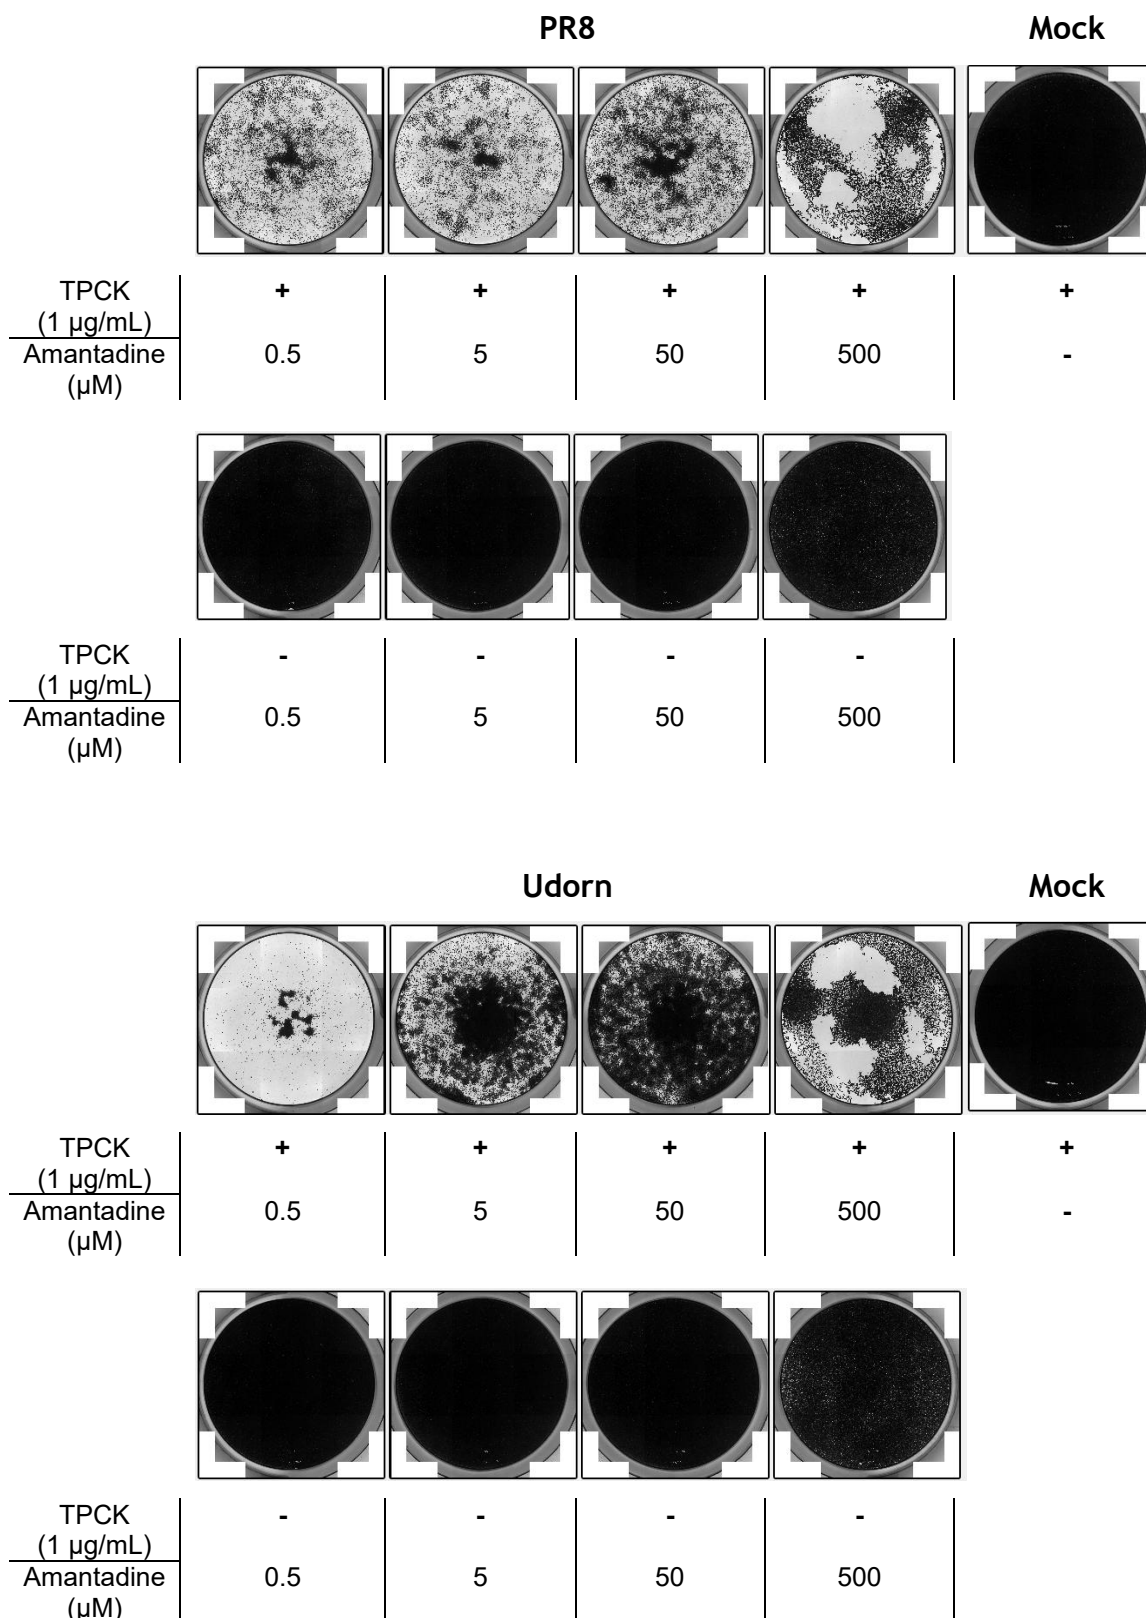 PR8 Mock
TPCK + + + + +
(1 µg/mL)
Amantadine 0.5 5 50 500 -
(µM)
TPCK - - - -
(1 µg/mL)
Amantadine 0.5 5 50 500
(µM)
Udorn Mock
TPCK + + + + +
(1 µg/mL)
Amantadine 0.5 5 50 500 -
(µM)
TPCK - - - -
(1 µg/mL)
Amantadine 0.5 5 50 500
(µM)